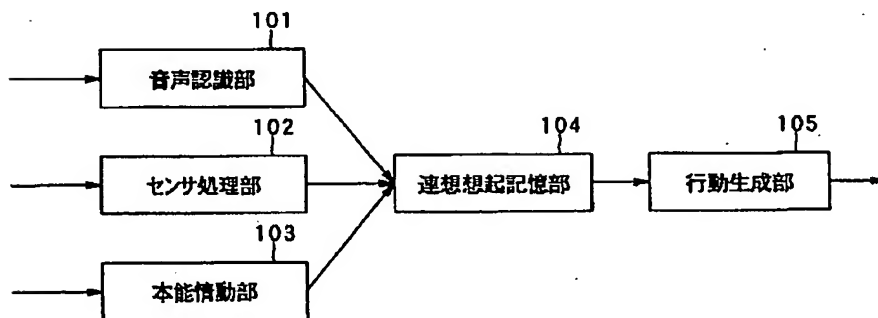 101
音声認識部
102
センサ処理部
103
本能情動部
104
連想想起記憶部
105
行動生成部